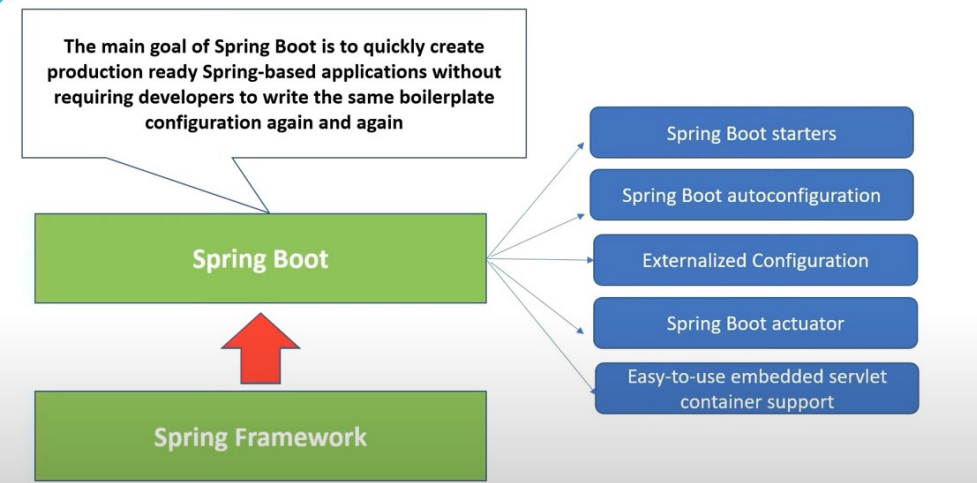 The main goal of Spring Boot is to quickly create
production ready Spring-based applications without
requiring developers to write the same boilerplate
configuration again and again
Spring Boot
Spring Framework
Spring Boot starters
Spring Boot autoconfiguration
Externalized Configuration
Spring Boot actuator
Easy-to-use embedded servlet
container support